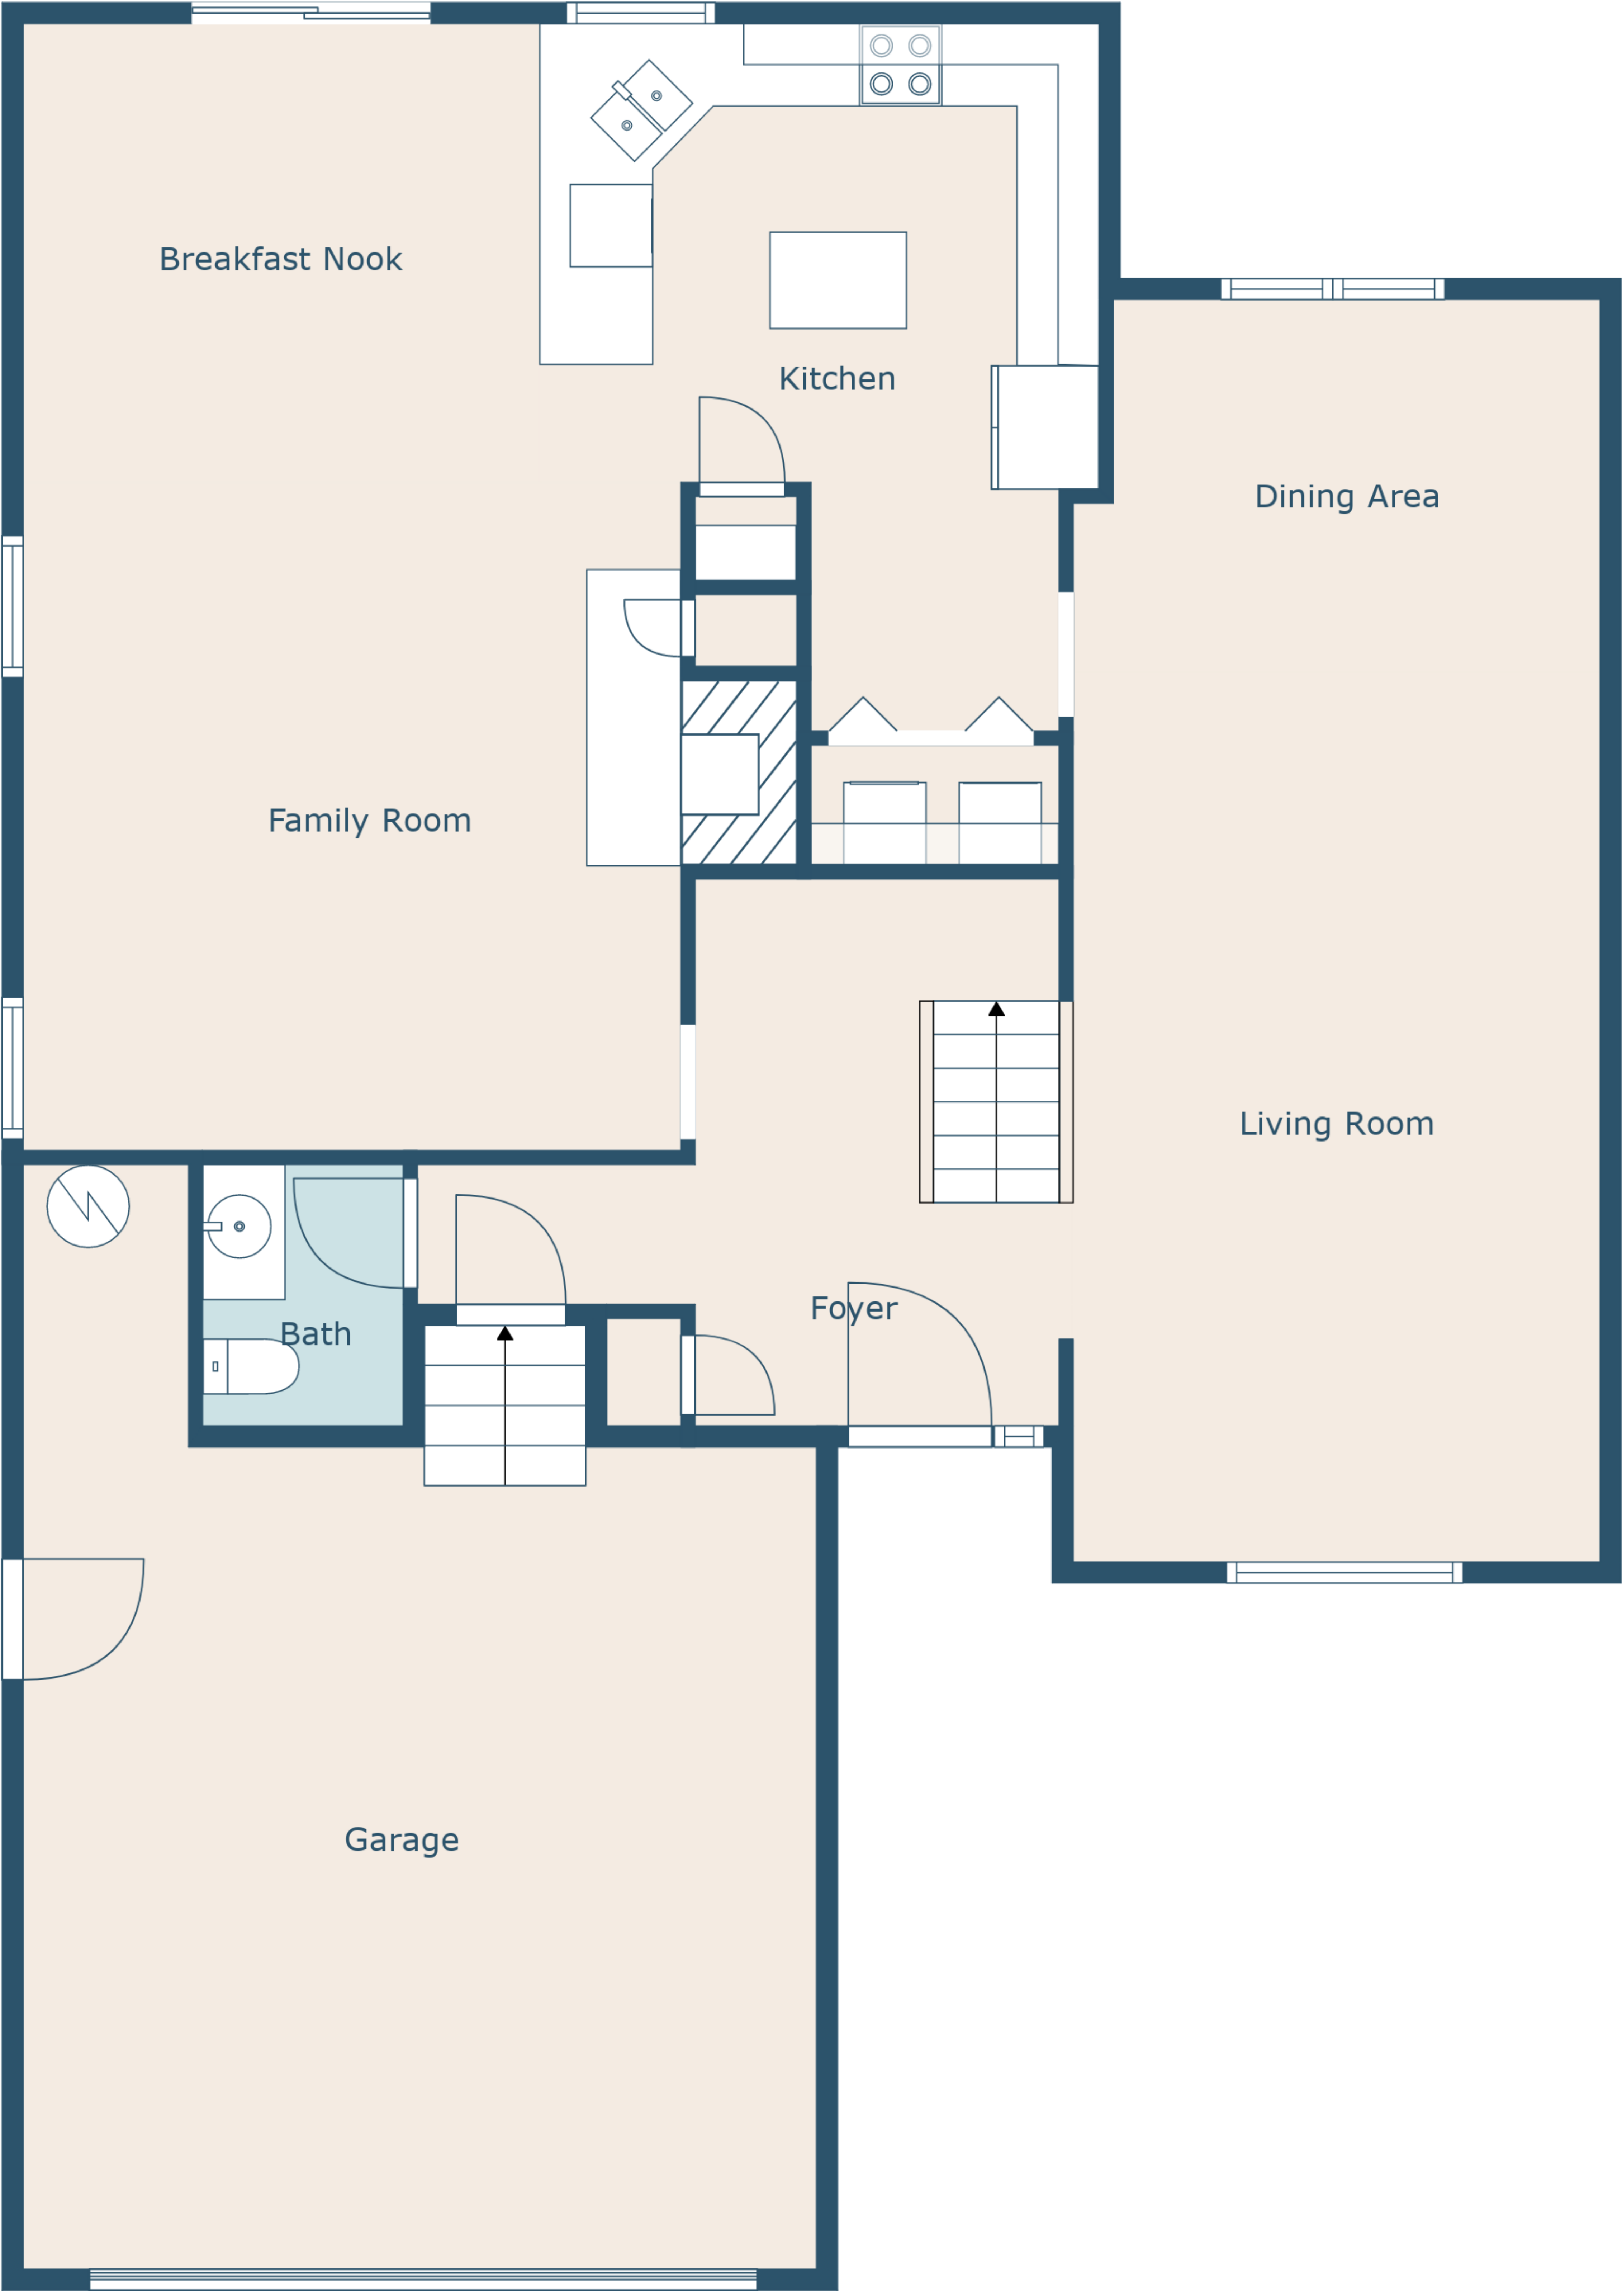 Breakfast Nook
Kitchen
Dining Area
Family Room
Living Room
Foyer
Bath
Garage